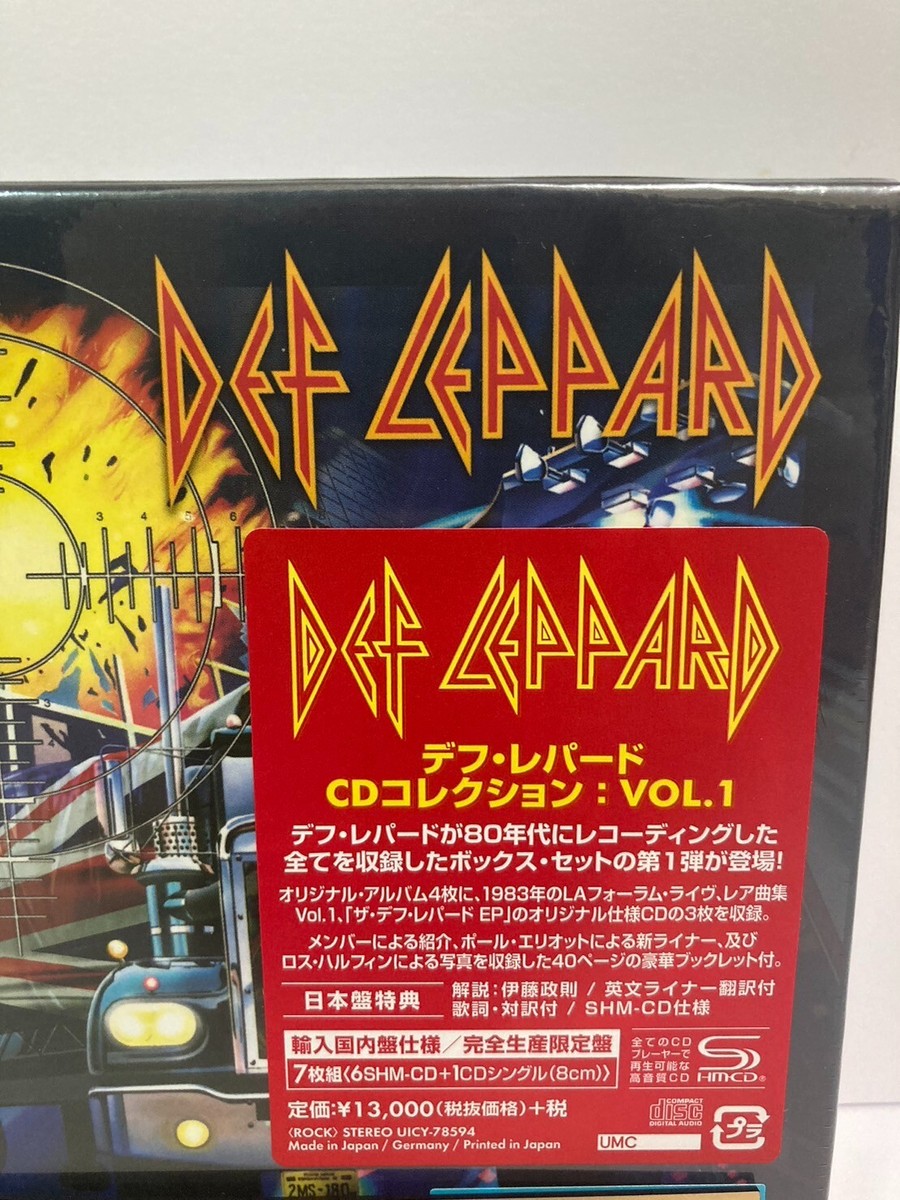 DEF LEPPARD
3 4 5 6
3
DEF LEPPARD
デフ・レパード
CDコレクション：VOL.1
デフ・レパードが80年代にレコーディングした
全てを収録したボックス・セットの第1弾が登場!
オリジナル・アルバム4枚に、1983年のLAフォーラム・ライヴ、レア曲集
Vol.1、「ザ・デフ・レパード EP」のオリジナル仕様CDの3枚を収録。
メンバーによる紹介、ポール・エリオットによる新ライナー、及び
ロス・ハルフィンによる写真を収録した40ページの豪華ブックレット付。
日本盤特典
解説：伊藤政則 / 英文ライナー翻訳付
歌詞・対訳付 / SHM-CD仕様
輸入国内盤仕様／完全生産限定盤
7枚組〈6SHM-CD+1CDシングル(8cm)〉
全てのCD
プレーヤーで
再生可能な
高音質CD
HMCD®
定価:¥13,000(税抜価格)+税
〈ROCK〉 STEREO UICY-78594
Made in Japan / Germany / Printed in Japan
UMC
COMPACT
disc
DIGITAL AUDIO
プラ
2MS-180